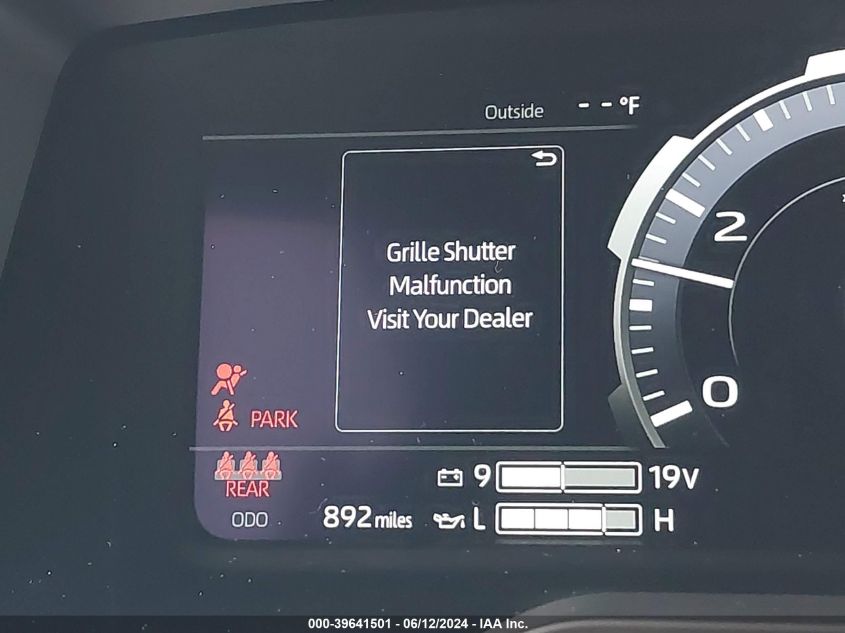 Outside -- °F
Grille Shutter
Malfunction
Visit Your Dealer
2
0
PARK
REAR
9 19V
ODO 892 miles L H
000-39641501 - 06/12/2024 - IAA Inc.